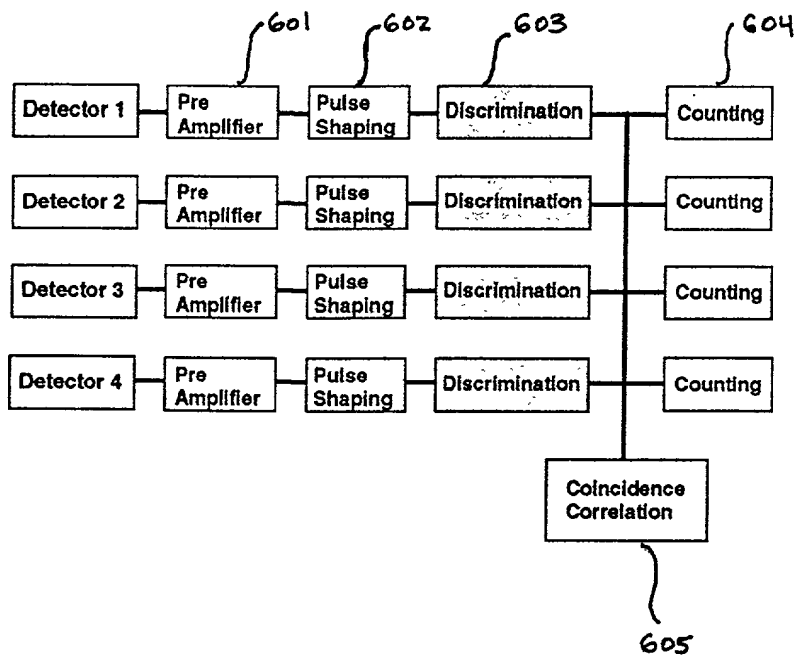 601 602 603 604
Detector 1 Pre Amplifier Pulse Shaping Discrimination Counting
Detector 2 Pre Amplifier Pulse Shaping Discrimination Counting
Detector 3 Pre Amplifier Pulse Shaping Discrimination Counting
Detector 4 Pre Amplifier Pulse Shaping Discrimination Counting
Coincidence
Correlation
605